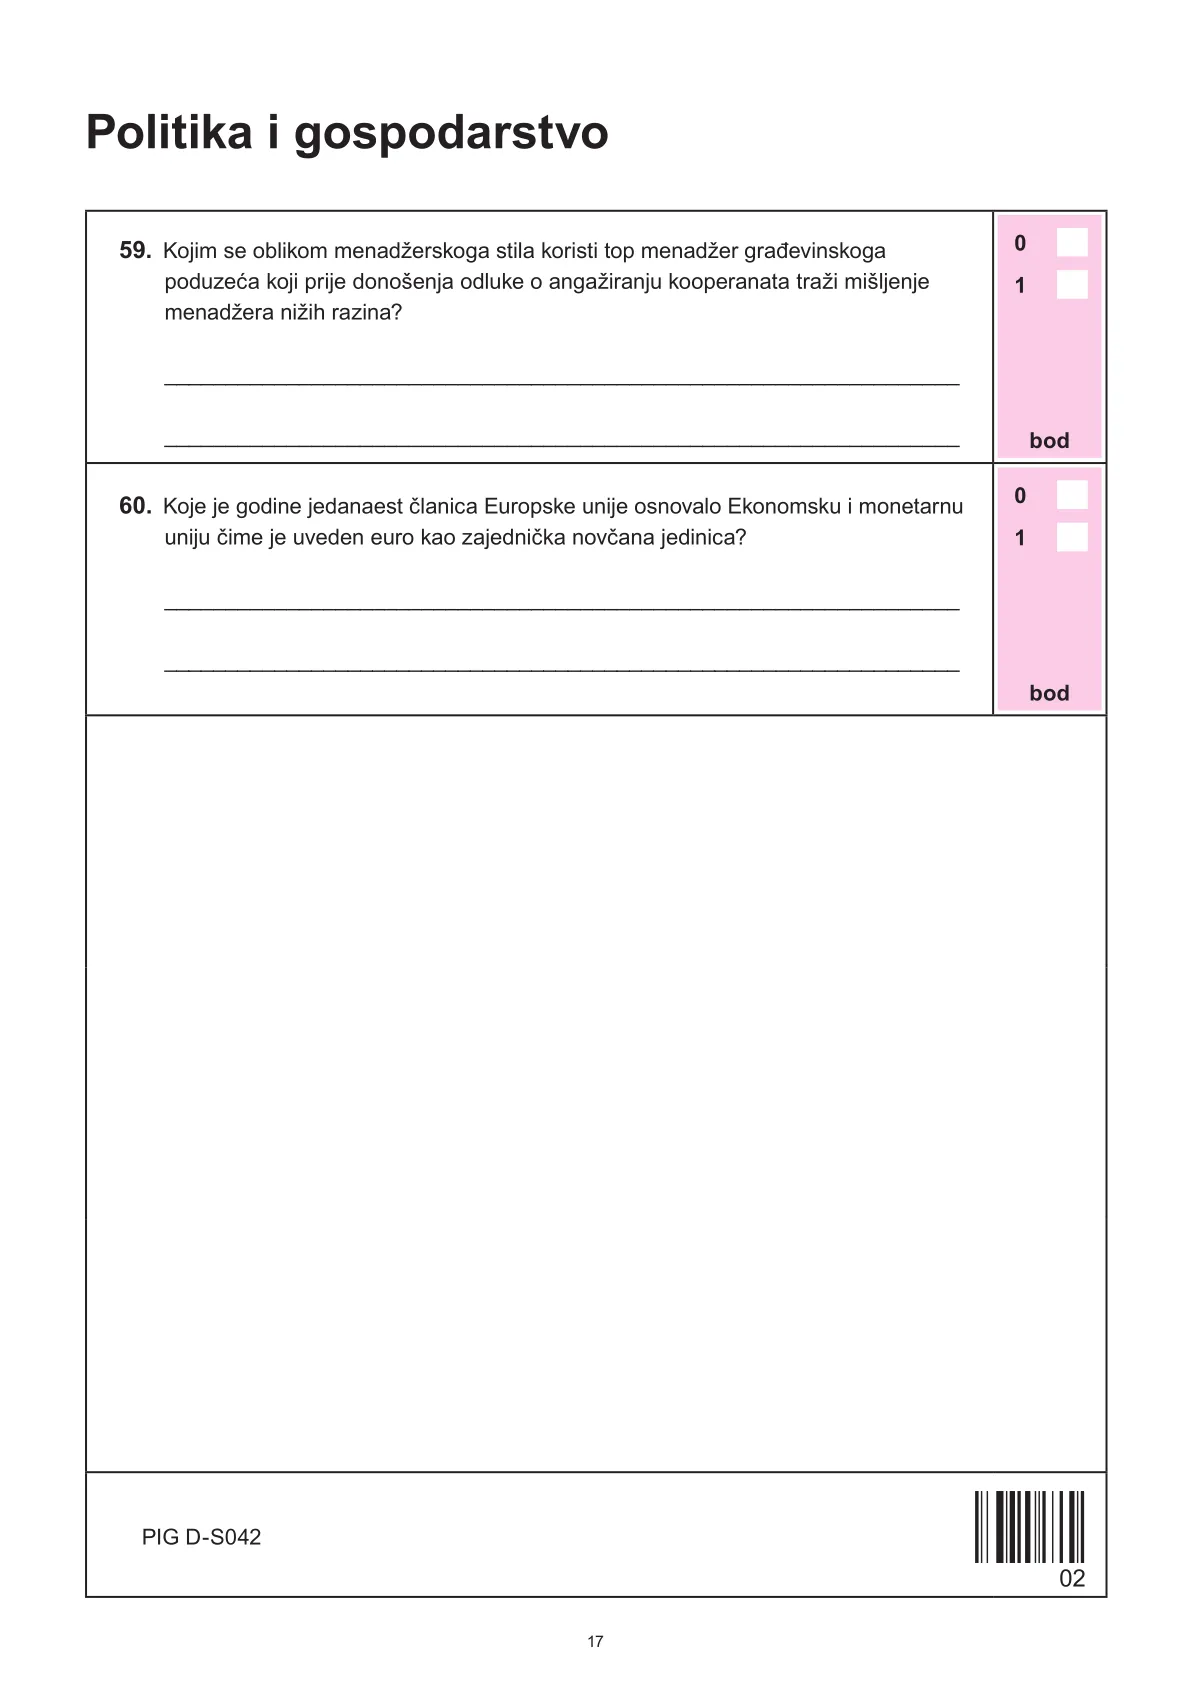 Politika i gospodarstvo
59. Kojim se oblikom menadžerskoga stila koristi top menadžer građevinskoga
poduzeća koji prije donošenja odluke o angažiranju kooperanata traži mišljenje
menadžera nižih razina?
0
1
bod
60. Koje je godine jedanaest članica Europske unije osnovalo Ekonomsku i monetarnu
uniju čime je uveden euro kao zajednička novčana jedinica?
0
1
bod
PIG D-S042
02
17